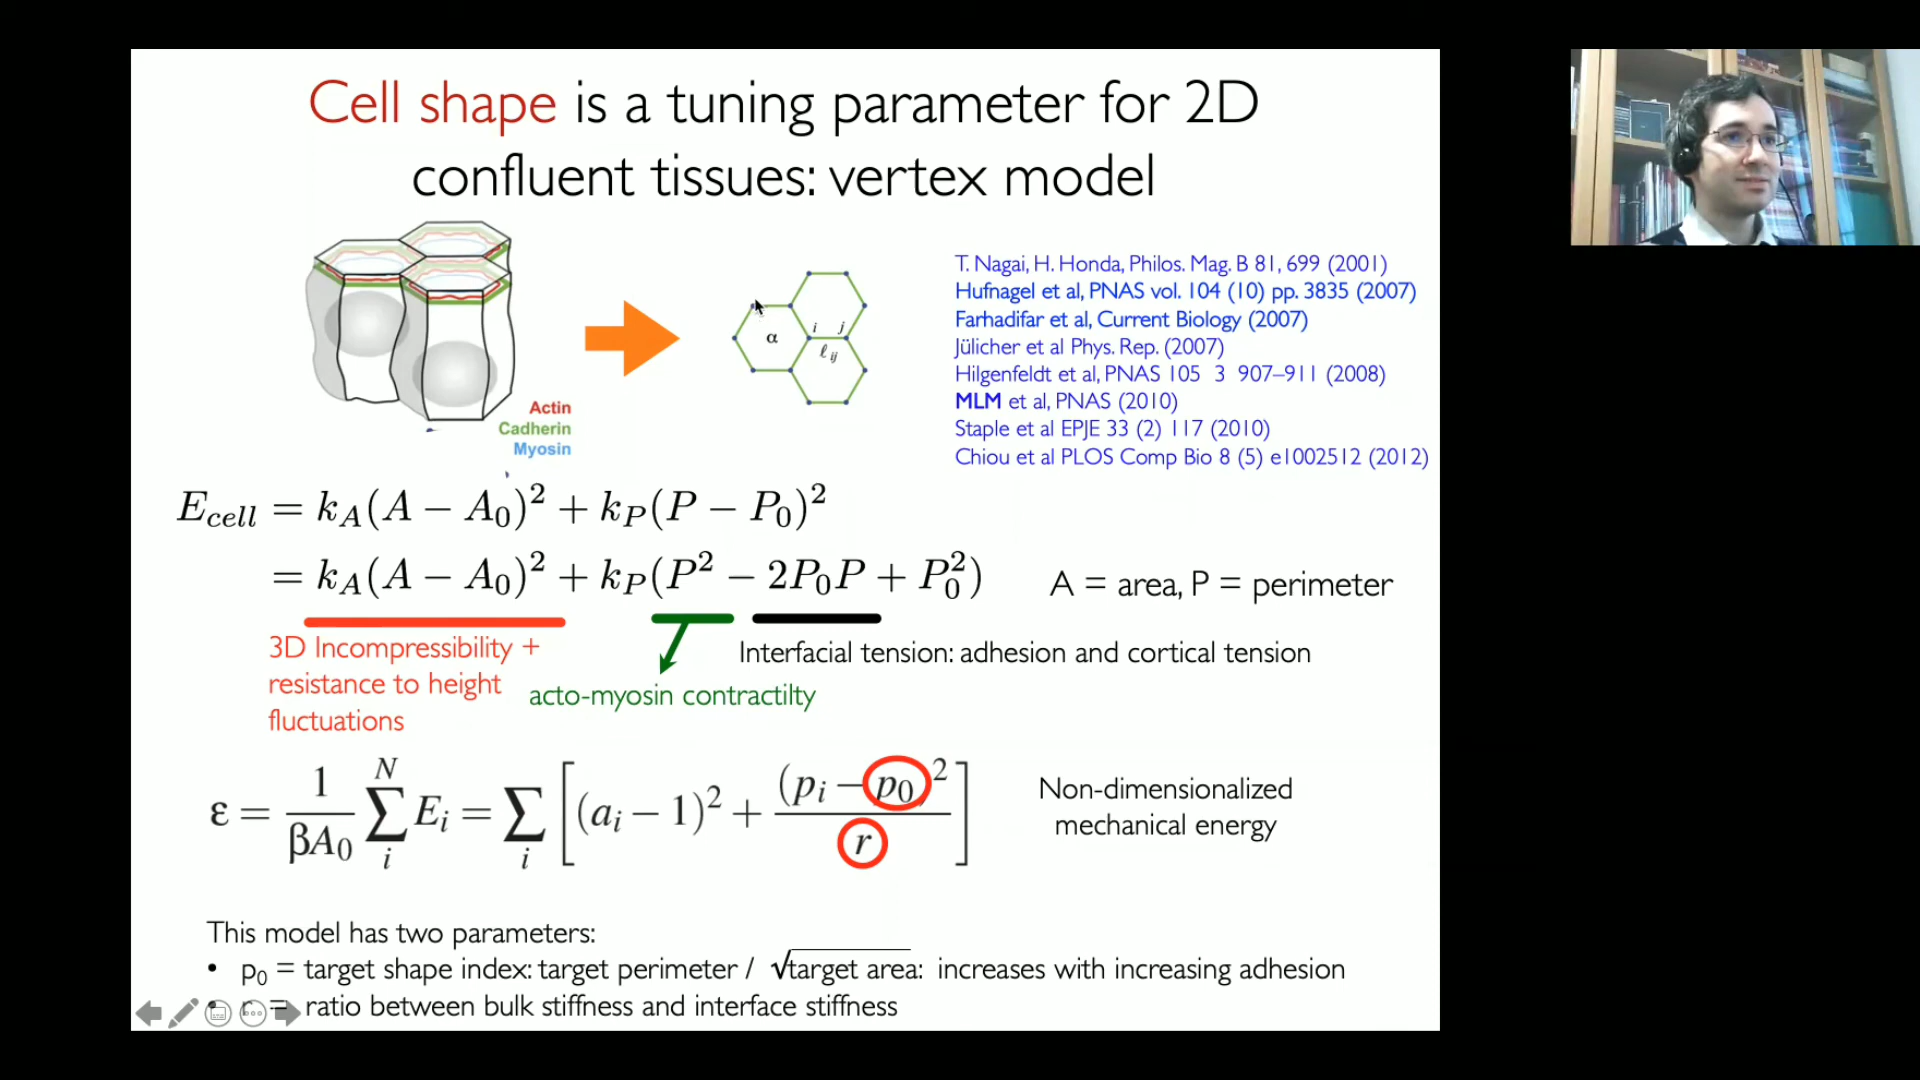 Cell shape is a tuning parameter for 2D
confluent tissues: vertex model
T. Nagai, H. Honda, Philos. Mag. B 81, 699 (2001)
Hufnagel et al, PNAS vol. 104 (10) pp. 3835 (2007)
Farhadifar et al, Current Biology (2007)
Jülicher et al Phys. Rep. (2007)
Hilgenfeldt et al, PNAS 105 3 907–911 (2008)
MLM et al, PNAS (2010)
Staple et al EPJE 33 (2) 117 (2010)
Chiou et al PLOS Comp Bio 8 (5) e1002512 (2012)
α
i j
ℓij
Actin
Cadherin
Myosin
E_cell = k_A(A − A_0)² + k_P(P − P_0)²
= k_A(A − A_0)² + k_P(P² − 2P_0P + P_0²)
A = area, P = perimeter
3D Incompressibility +
resistance to height
fluctuations
acto-myosin contractilty
Interfacial tension: adhesion and cortical tension
ε = 1/(βA_0) ∑_i^N E_i = ∑_i [(a_i − 1)² + (p_i − p_0)²/r]
Non-dimensionalized
mechanical energy
This model has two parameters:
• p_0 = target shape index: target perimeter / √target area: increases with increasing adhesion
• r = ratio between bulk stiffness and interface stiffness